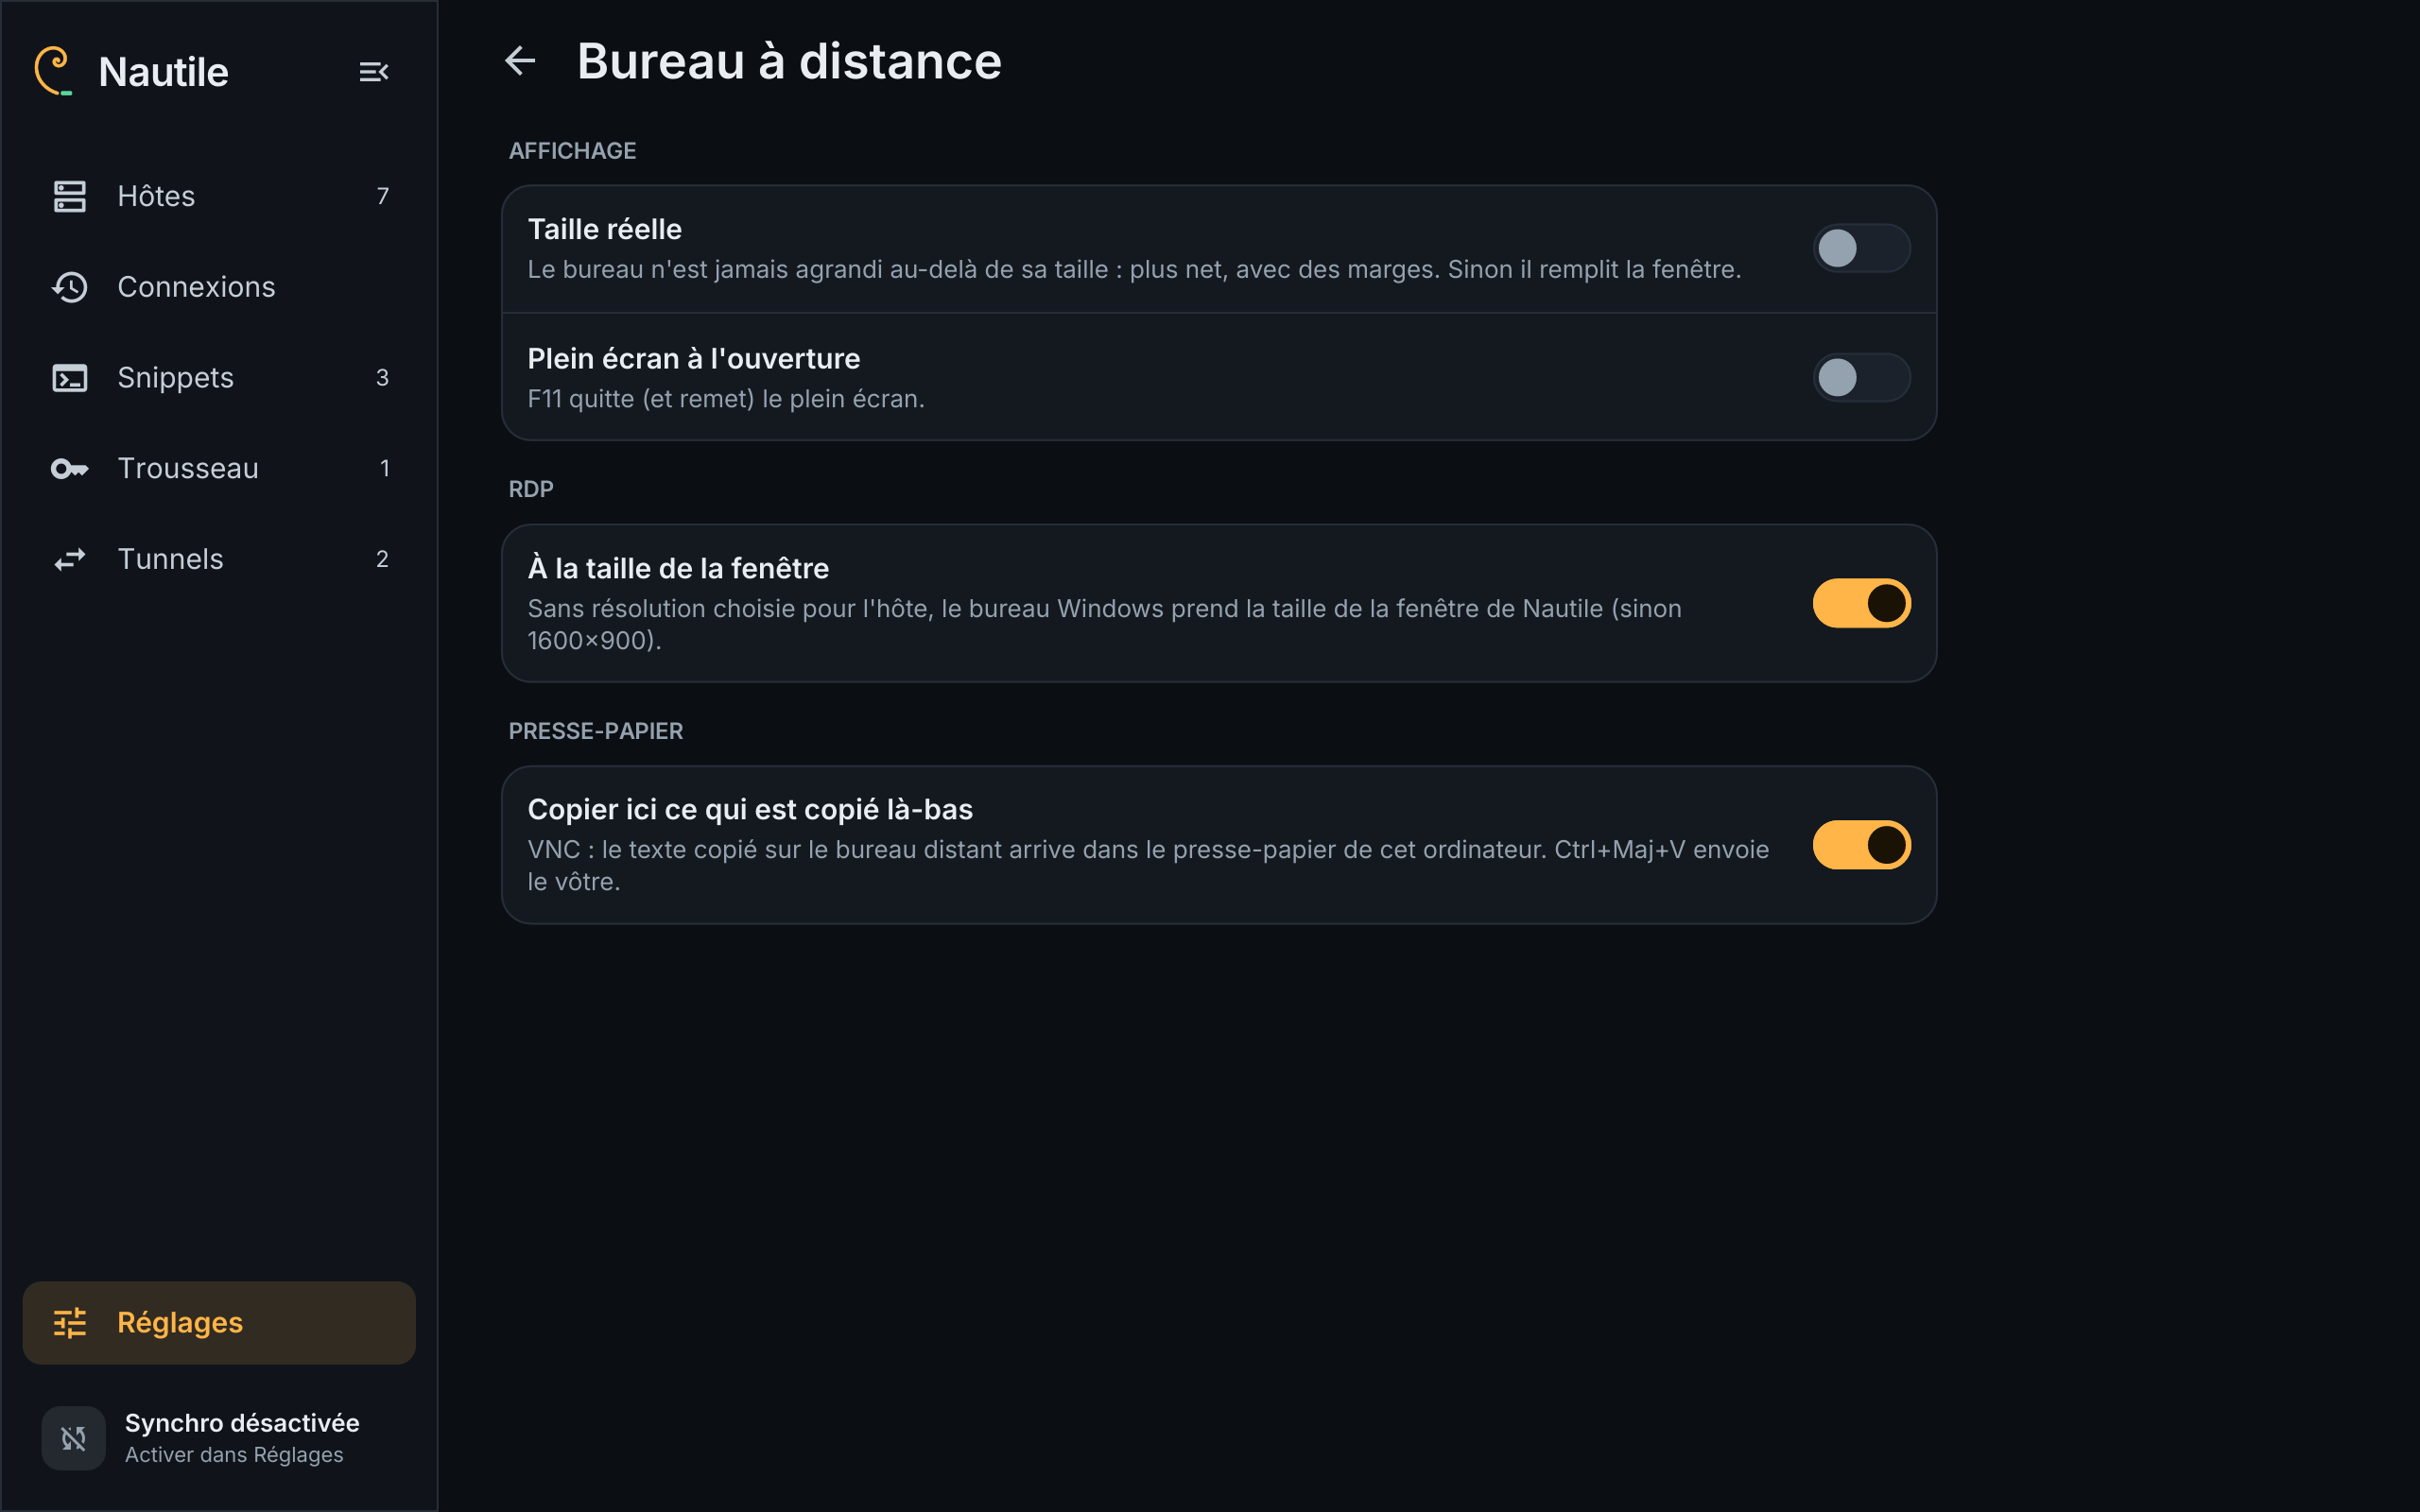 Nautile
Hôtes 7
Connexions
Snippets 3
Trousseau 1
Tunnels 2
Réglages
Synchro désactivée
Activer dans Réglages
Bureau à distance
AFFICHAGE
Taille réelle
Le bureau n'est jamais agrandi au-delà de sa taille : plus net, avec des marges. Sinon il remplit la fenêtre.
Plein écran à l'ouverture
F11 quitte (et remet) le plein écran.
RDP
À la taille de la fenêtre
Sans résolution choisie pour l'hôte, le bureau Windows prend la taille de la fenêtre de Nautile (sinon
1600×900).
PRESSE-PAPIER
Copier ici ce qui est copié là-bas
VNC : le texte copié sur le bureau distant arrive dans le presse-papier de cet ordinateur. Ctrl+Maj+V envoie
le vôtre.